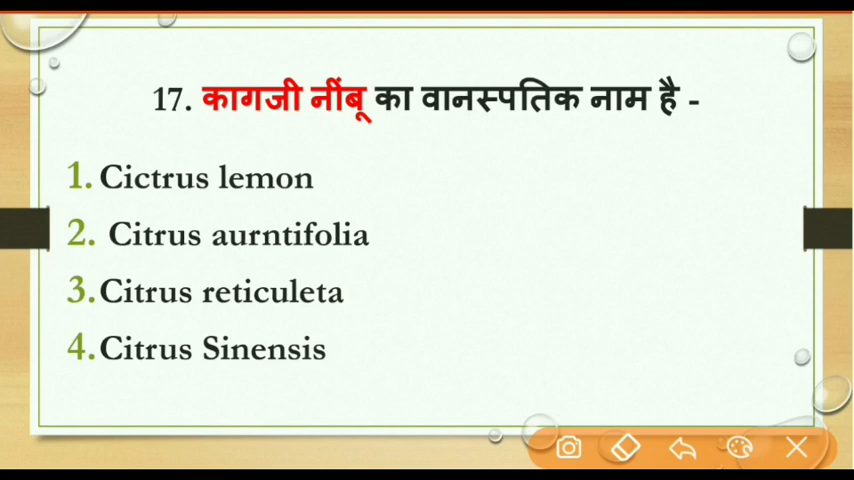 17. कागजी नींबू का वानस्पतिक नाम है -
1. Cictrus lemon
2. Citrus aurntifolia
3. Citrus reticuleta
4. Citrus Sinensis